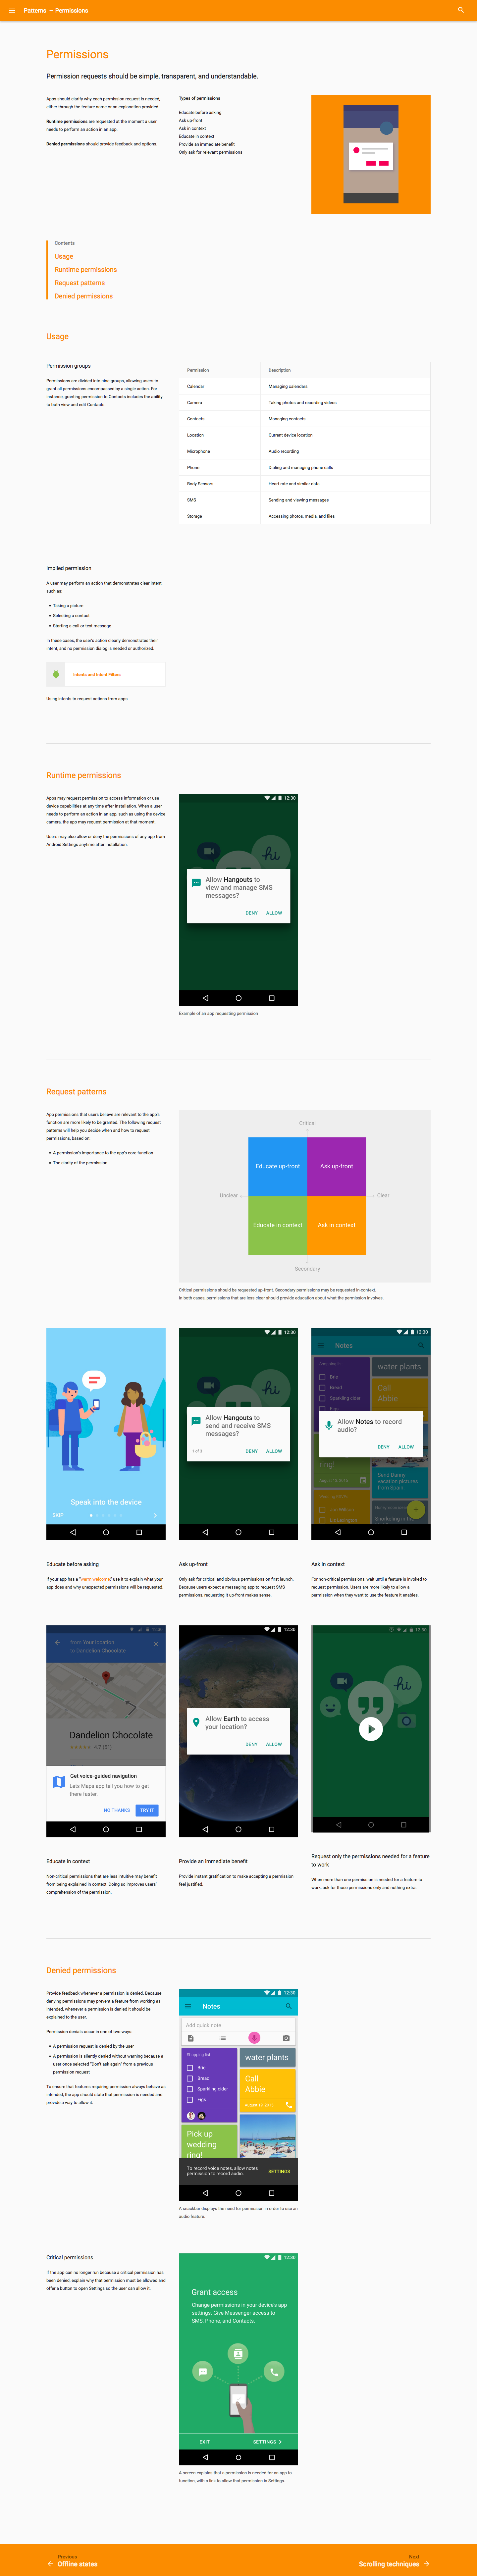 Patterns – Permissions
Permissions
Permission requests should be simple, transparent, and understandable.
Apps should clarify why each permission request is needed,
either through the feature name or an explanation provided.
Runtime permissions are requested at the moment a user
needs to perform an action in an app.
Denied permissions should provide feedback and options.
Types of permissions
Educate before asking
Ask up-front
Ask in context
Educate in context
Provide an immediate benefit
Only ask for relevant permissions
Contents
Usage
Runtime permissions
Request patterns
Denied permissions
Usage
Permission groups
Permissions are divided into nine groups, allowing users to
grant all permissions encompassed by a single action. For
instance, granting permission to Contacts includes the ability
to both view and edit Contacts.
Permission Description
Calendar Managing calendars
Camera Taking photos and recording videos
Contacts Managing contacts
Location Current device location
Microphone Audio recording
Phone Dialing and managing phone calls
Body Sensors Heart rate and similar data
SMS Sending and viewing messages
Storage Accessing photos, media, and files
Implied permission
A user may perform an action that demonstrates clear intent,
such as:
• Taking a picture
• Selecting a contact
• Starting a call or text message
In these cases, the user's action clearly demonstrates their
intent, and no permission dialog is needed or authorized.
Intents and Intent Filters
Using intents to request actions from apps
Runtime permissions
Apps may request permission to access information or use
device capabilities at any time after installation. When a user
needs to perform an action in an app, such as using the device
camera, the app may request permission at that moment.
Users may also allow or deny the permissions of any app from
Android Settings anytime after installation.
12:30
hi
Allow Hangouts to
view and manage SMS
messages?
DENY ALLOW
Example of an app requesting permission
Request patterns
App permissions that users believe are relevant to the app's
function are more likely to be granted. The following request
patterns will help you decide when and how to request
permissions, based on:
• A permission's importance to the app's core function
• The clarity of the permission
Critical
Educate up-front Ask up-front
Unclear Clear
Educate in context Ask in context
Secondary
Critical permissions should be requested up-front. Secondary permissions may be requested in-context.
In both cases, permissions that are less clear should provide education about what the permission involves.
Speak into the device
SKIP
12:30
hi
Allow Hangouts to
send and receive SMS
messages?
1 of 3 DENY ALLOW
12:30
Notes
Shopping list
Brie
Bread
Sparkling cider
Figs
water plants
Call
Abbie
Allow Notes to record
audio?
DENY ALLOW
ring!
August 15, 2015
Send Danny
vacation pictures
from Spain
Snorkeling in the
Educate before asking
If your app has a "warm welcome," use it to explain what your
app does and why unexpected permissions will be requested.
Ask up-front
Only ask for critical and obvious permissions on first launch.
Because users expect a messaging app to request SMS
permissions, requesting it up-front makes sense.
Ask in context
For non-critical permissions, wait until a feature is invoked to
request permission. Users are more likely to allow a
permission when they want to use the feature it enables.
12:30
from Your location
to Dandelion Chocolate
Dandelion Chocolate
4.7 (51)
Get voice-guided navigation
Lets Maps app tell you how to get
there faster.
NO THANKS TRY IT
12:30
Allow Earth to access
your location?
DENY ALLOW
12:30
hi
Educate in context
Non-critical permissions that are less intuitive may benefit
from being explained in context. Doing so improves users'
comprehension of the permission.
Provide an immediate benefit
Provide instant gratification to make accepting a permission
feel justified.
Request only the permissions needed for a feature
to work
When more than one permission is needed for a feature to
work, ask for those permissions only and nothing extra.
Denied permissions
Provide feedback whenever a permission is denied. Because
denying permissions may prevent a feature from working as
intended, whenever a permission is denied it should be
explained to the user.
Permission denials occur in one of two ways:
• A permission request is denied by the user
• A permission is silently denied without warning because a
user once selected "Don't ask again" from a previous
permission request
To ensure that features requiring permission always behave as
intended, the app should state that permission is needed and
provide a way to allow it.
12:30
Notes
Add quick note
Shopping list
Brie
Bread
Sparkling cider
Figs
water plants
Call
Abbie
August 15, 2015
Pick up
wedding
ring!
To record voice notes, allow notes
permission to record audio.
SETTINGS
A snackbar displays the need for permission in order to use an
audio feature.
Critical permissions
If the app can no longer run because a critical permission has
been denied, explain why that permission must be allowed and
offer a button to open Settings so the user can allow it.
12:30
Grant access
Change permissions in your device's app
settings. Give Messenger access to
SMS, Phone, and Contacts.
EXIT SETTINGS
A screen explains that a permission is needed for an app to
function, with a link to allow that permission in Settings.
Previous
Offline states
Next
Scrolling techniques